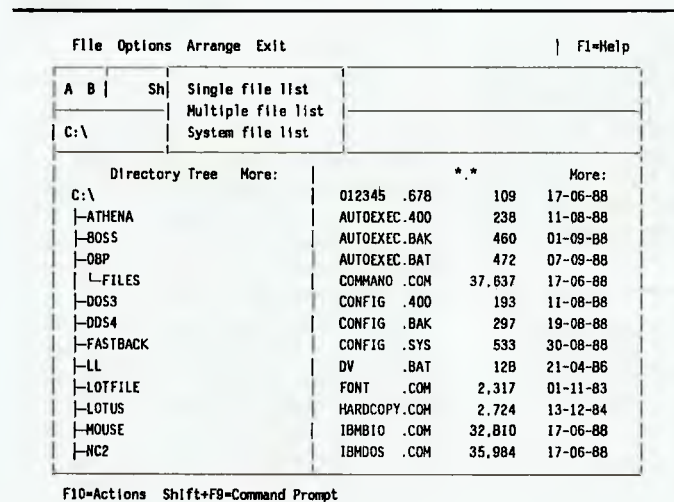 File Options Arrange Exit | F1=Help
A B | Sh| Single file list
Multiple file list
C:\ System file list
Directory Tree More: *.* More:
C:\ 012345 .678 109 17-06-88
├─ATHENA AUTOEXEC.400 238 11-08-88
├─BOSS AUTOEXEC.BAK 460 01-09-88
├─OBP AUTOEXEC.BAT 472 07-09-88
│ └─FILES COMMANO .COM 37,637 17-06-88
├─DOS3 CONFIG .400 193 11-08-88
├─DDS4 CONFIG .BAK 297 19-08-88
├─FASTBACK CONFIG .SYS 533 30-08-88
├─LL DV .BAT 128 21-04-86
├─LOTFILE FONT .COM 2,317 01-11-83
├─LOTUS HARDCOPY.COM 2,724 13-12-84
├─MOUSE IBMBIO .COM 32,810 17-06-88
├─NC2 IBMDOS .COM 35,984 17-06-88
F10=Actions Shift+F9=Command Prompt